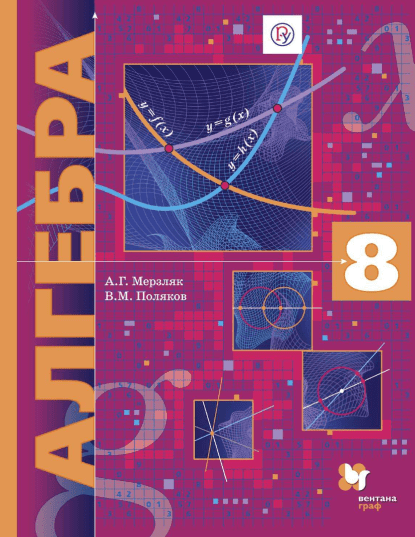 АЛГЕБРА
y=f(x)
y=g(x)
y=h(x)
8
А.Г. Мерзляк
В.М. Поляков
вентана
граф